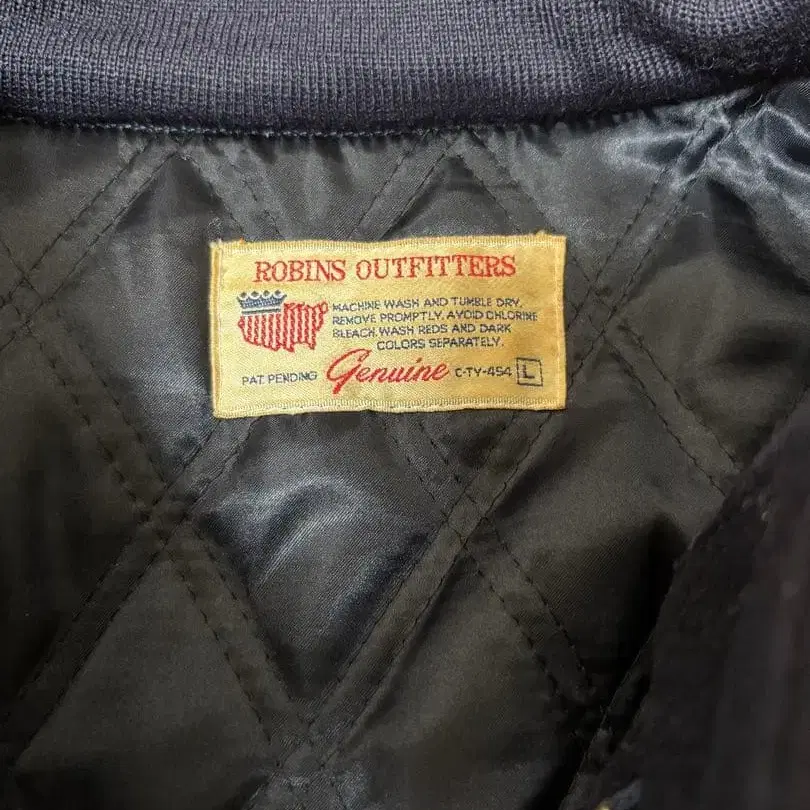 ROBINS OUTFITTERS
MACHINE WASH AND TUMBLE DRY,
REMOVE PROMPTLY. AVOID CHLORINE
BLEACH. WASH REDS AND DARK
COLORS SEPARATELY.
PAT. PENDING Genuine C-TY-454 L